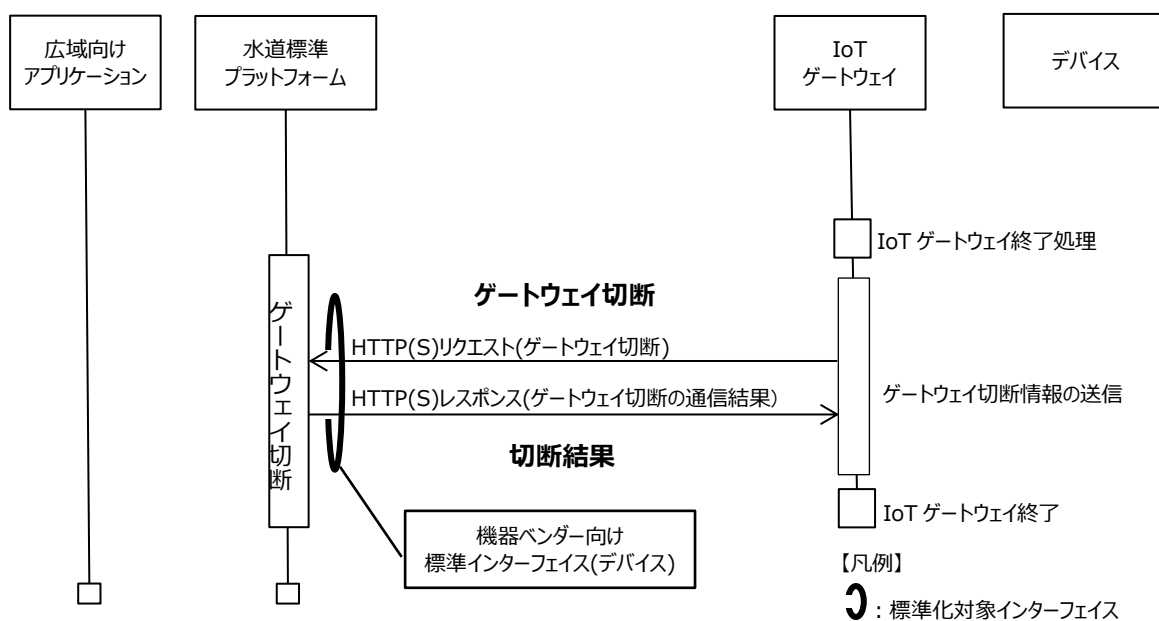 広域向け
アプリケーション
水道標準
プラットフォーム
IoT
ゲートウェイ
デバイス
IoT ゲートウェイ終了処理
ゲートウェイ切断
ゲートウェイ切断
HTTP(S)リクエスト(ゲートウェイ切断)
HTTP(S)レスポンス(ゲートウェイ切断の通信結果)
ゲートウェイ切断情報の送信
切断結果
IoT ゲートウェイ終了
機器ベンダー向け
標準インターフェイス(デバイス)
【凡例】
：標準化対象インターフェイス